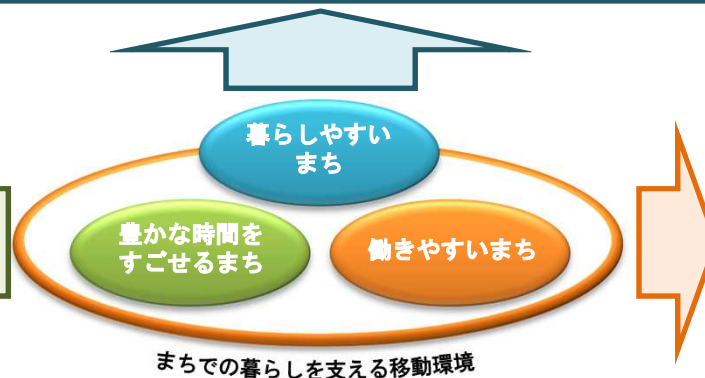 暮らしやすい
まち
豊かな時間を
すごせるまち
働きやすいまち
まちでの暮らしを支える移動環境